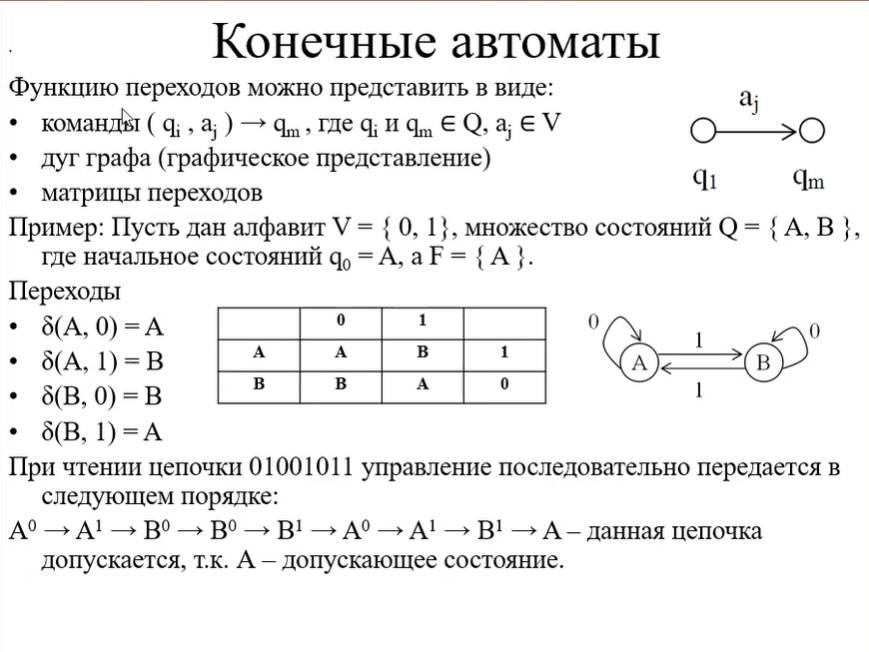 Конечные автоматы
.
Функцию переходов можно представить в виде:
• команды ( qi , aj ) → qm , где qi и qm ∈ Q, aj ∈ V
• дуг графа (графическое представление)
• матрицы переходов
aj
q1 qm
Пример: Пусть дан алфавит V = { 0, 1}, множество состояний Q = { A, B },
где начальное состояний q0 = A, а F = { A }.
Переходы
• δ(A, 0) = A
• δ(A, 1) = B
• δ(B, 0) = B
• δ(B, 1) = A
0 1
A A B 1
B B A 0
0 1 0
A B
1
При чтении цепочки 01001011 управление последовательно передается в
следующем порядке:
A⁰ → A¹ → B⁰ → B⁰ → B¹ → A⁰ → A¹ → B¹ → A – данная цепочка
допускается, т.к. A – допускающее состояние.